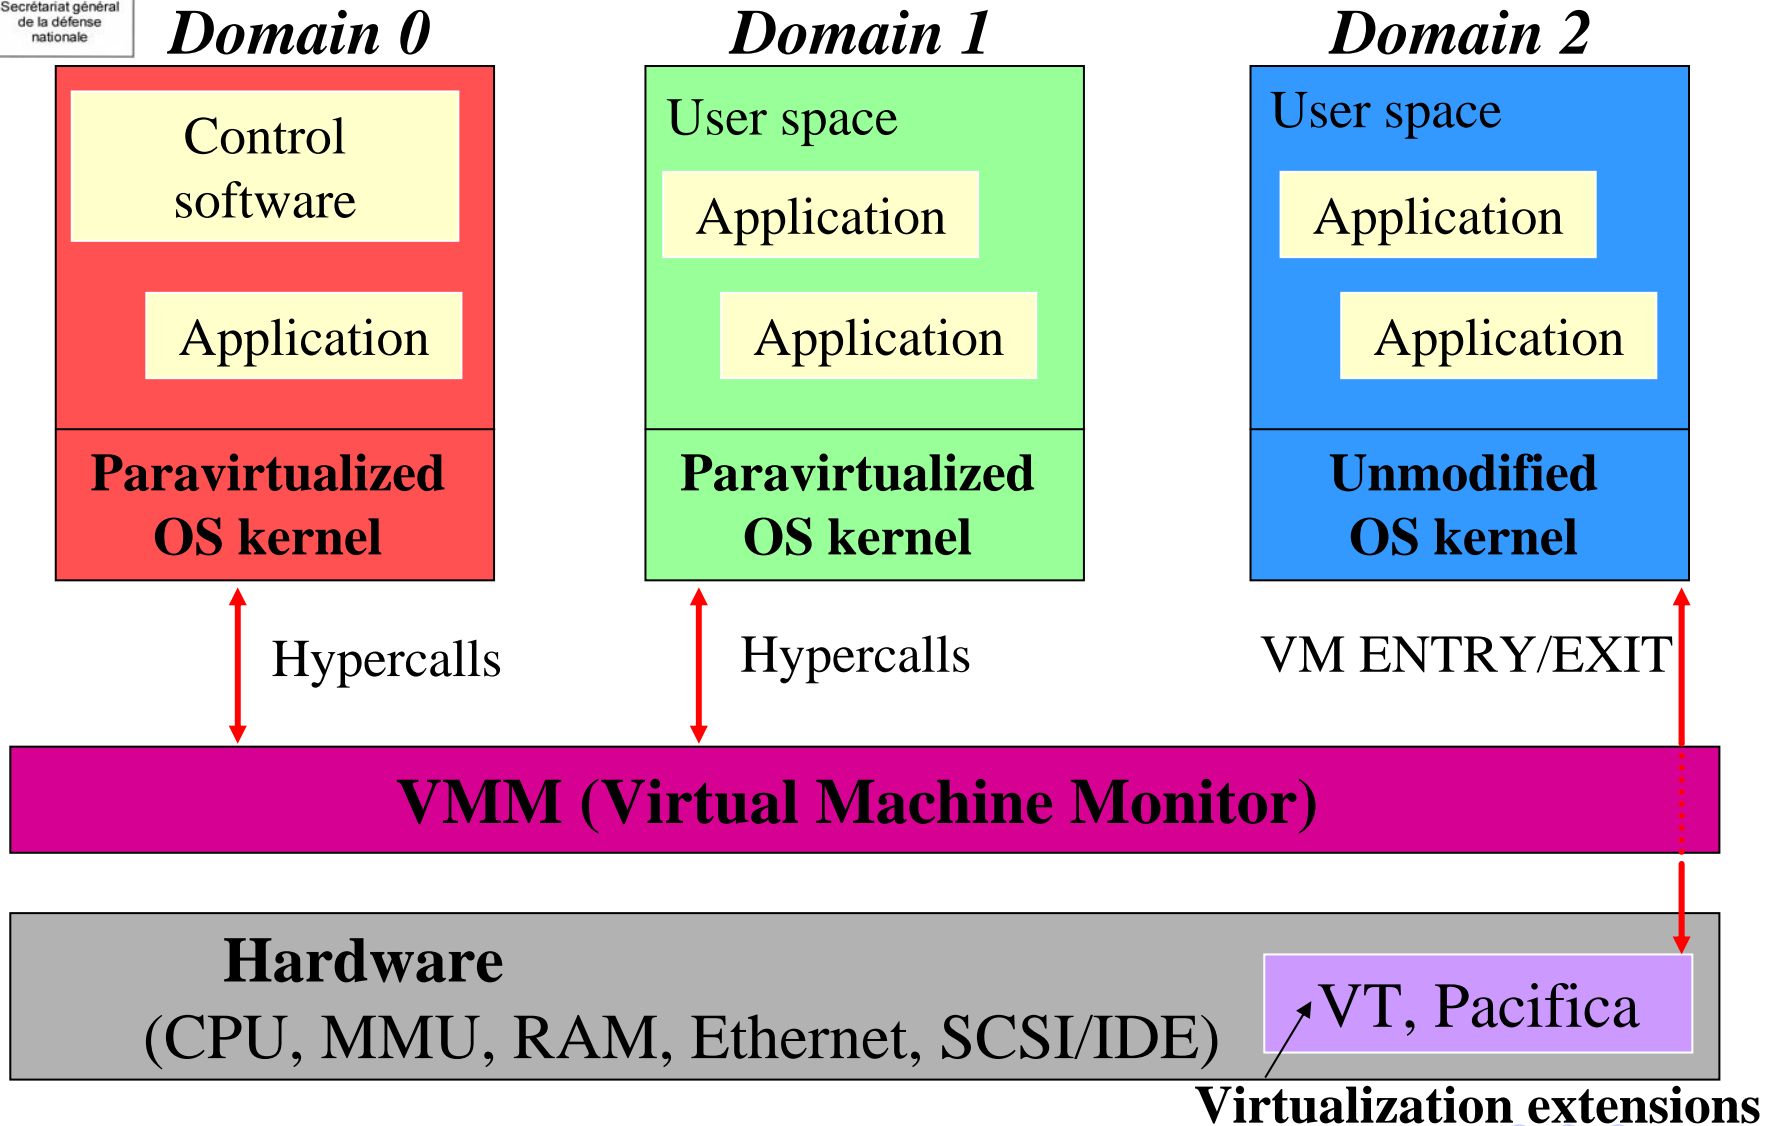 Secrétariat général
de la défense
nationale
Domain 0
Domain 1
Domain 2
Control
software
Application
Paravirtualized
OS kernel
User space
Application
Application
Paravirtualized
OS kernel
User space
Application
Application
Unmodified
OS kernel
Hypercalls
Hypercalls
VM ENTRY/EXIT
VMM (Virtual Machine Monitor)
Hardware
(CPU, MMU, RAM, Ethernet, SCSI/IDE)
VT, Pacifica
Virtualization extensions